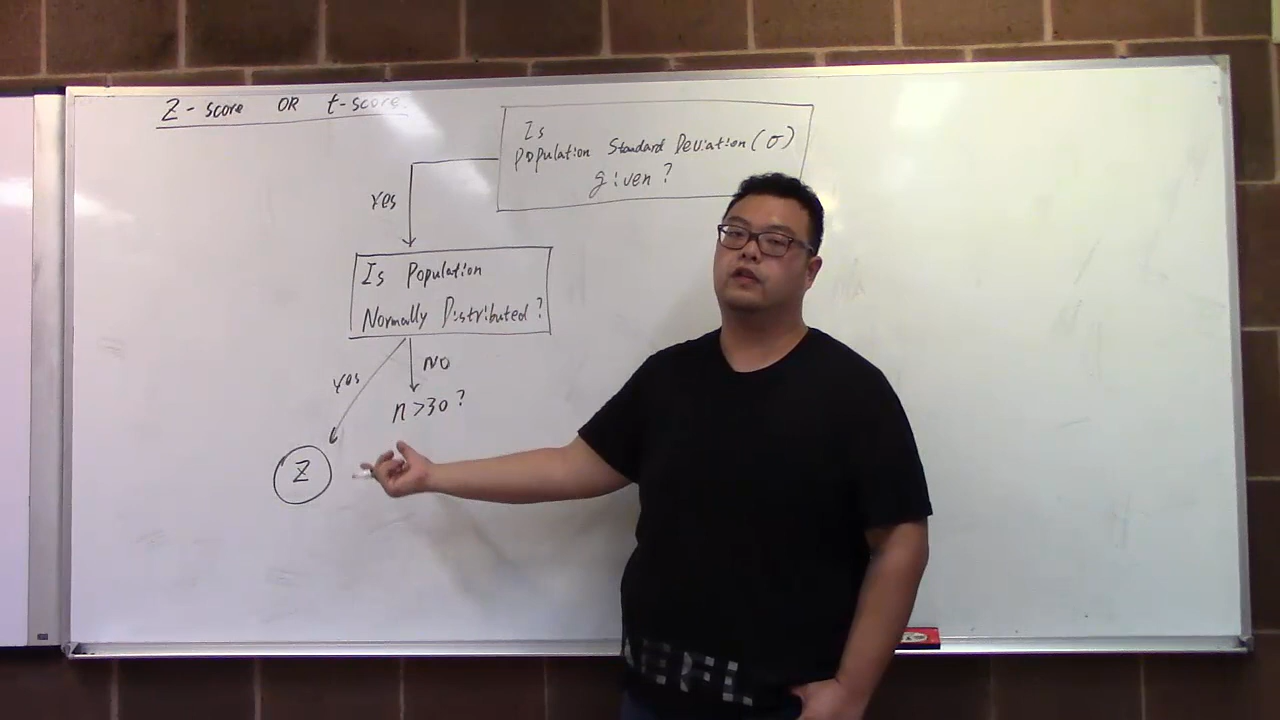 Z-score OR t-score
Is
Population Standard Deviation (σ)
given?
Yes
Is Population
Normally Distributed?
Yes
NO
n>30?
Z